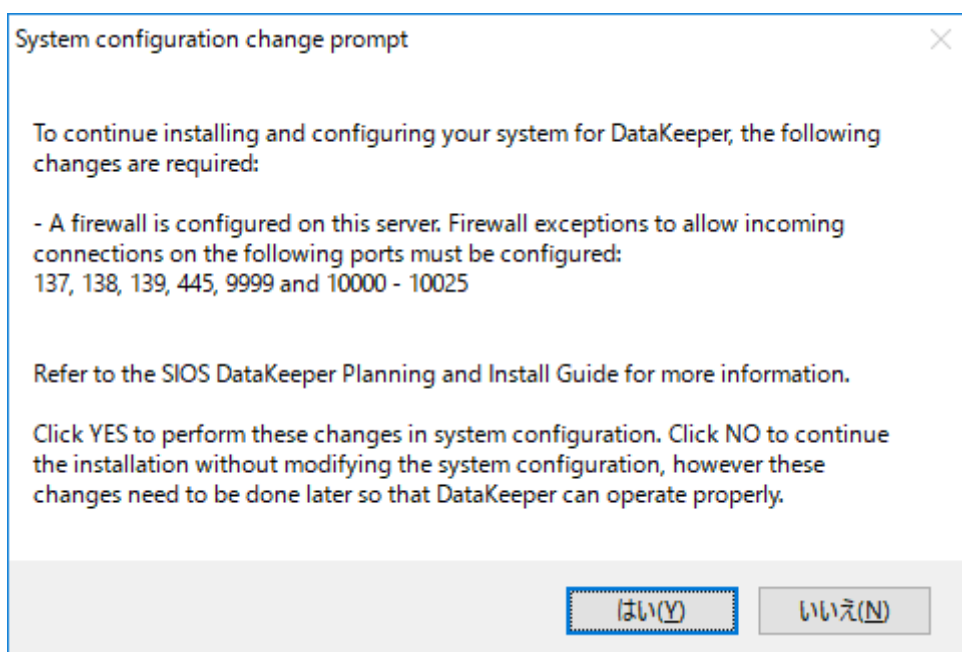 System configuration change prompt
To continue installing and configuring your system for DataKeeper, the following
changes are required:
- A firewall is configured on this server. Firewall exceptions to allow incoming
connections on the following ports must be configured:
137, 138, 139, 445, 9999 and 10000 - 10025
Refer to the SIOS DataKeeper Planning and Install Guide for more information.
Click YES to perform these changes in system configuration. Click NO to continue
the installation without modifying the system configuration, however these
changes need to be done later so that DataKeeper can operate properly.
はい(Y) いいえ(N)